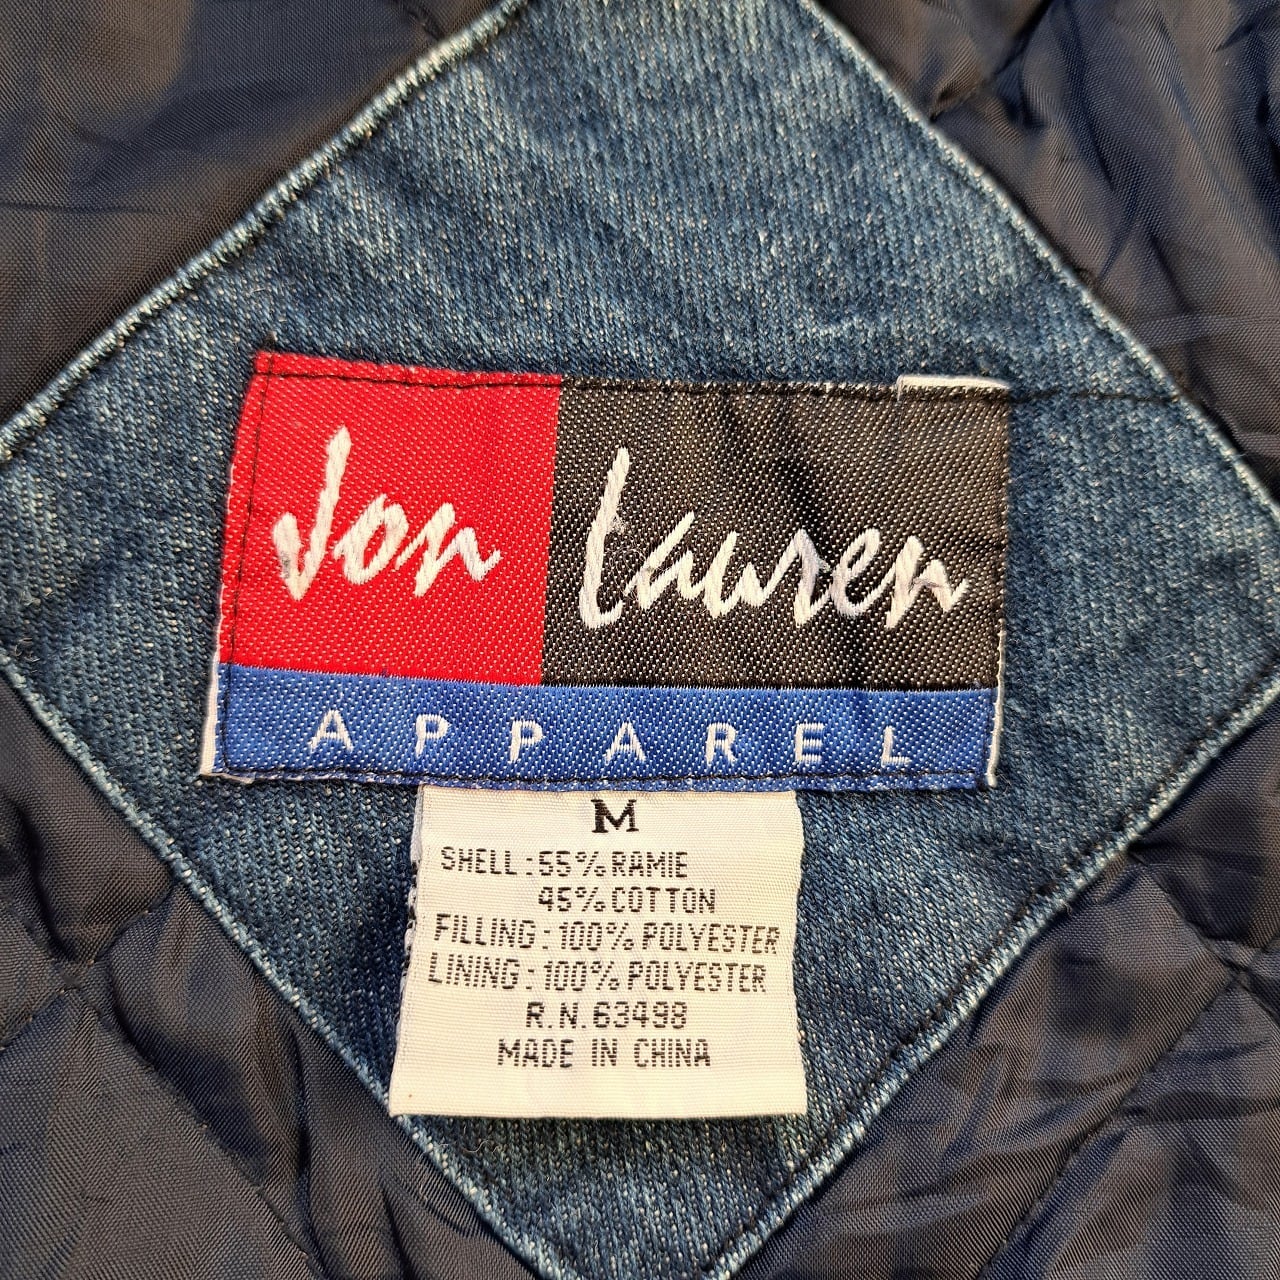 Jon Lauren
APPAREL
M
SHELL: 55% RAMIE
45% COTTON
FILLING: 100% POLYESTER
LINING: 100% POLYESTER
R.N. 63498
MADE IN CHINA